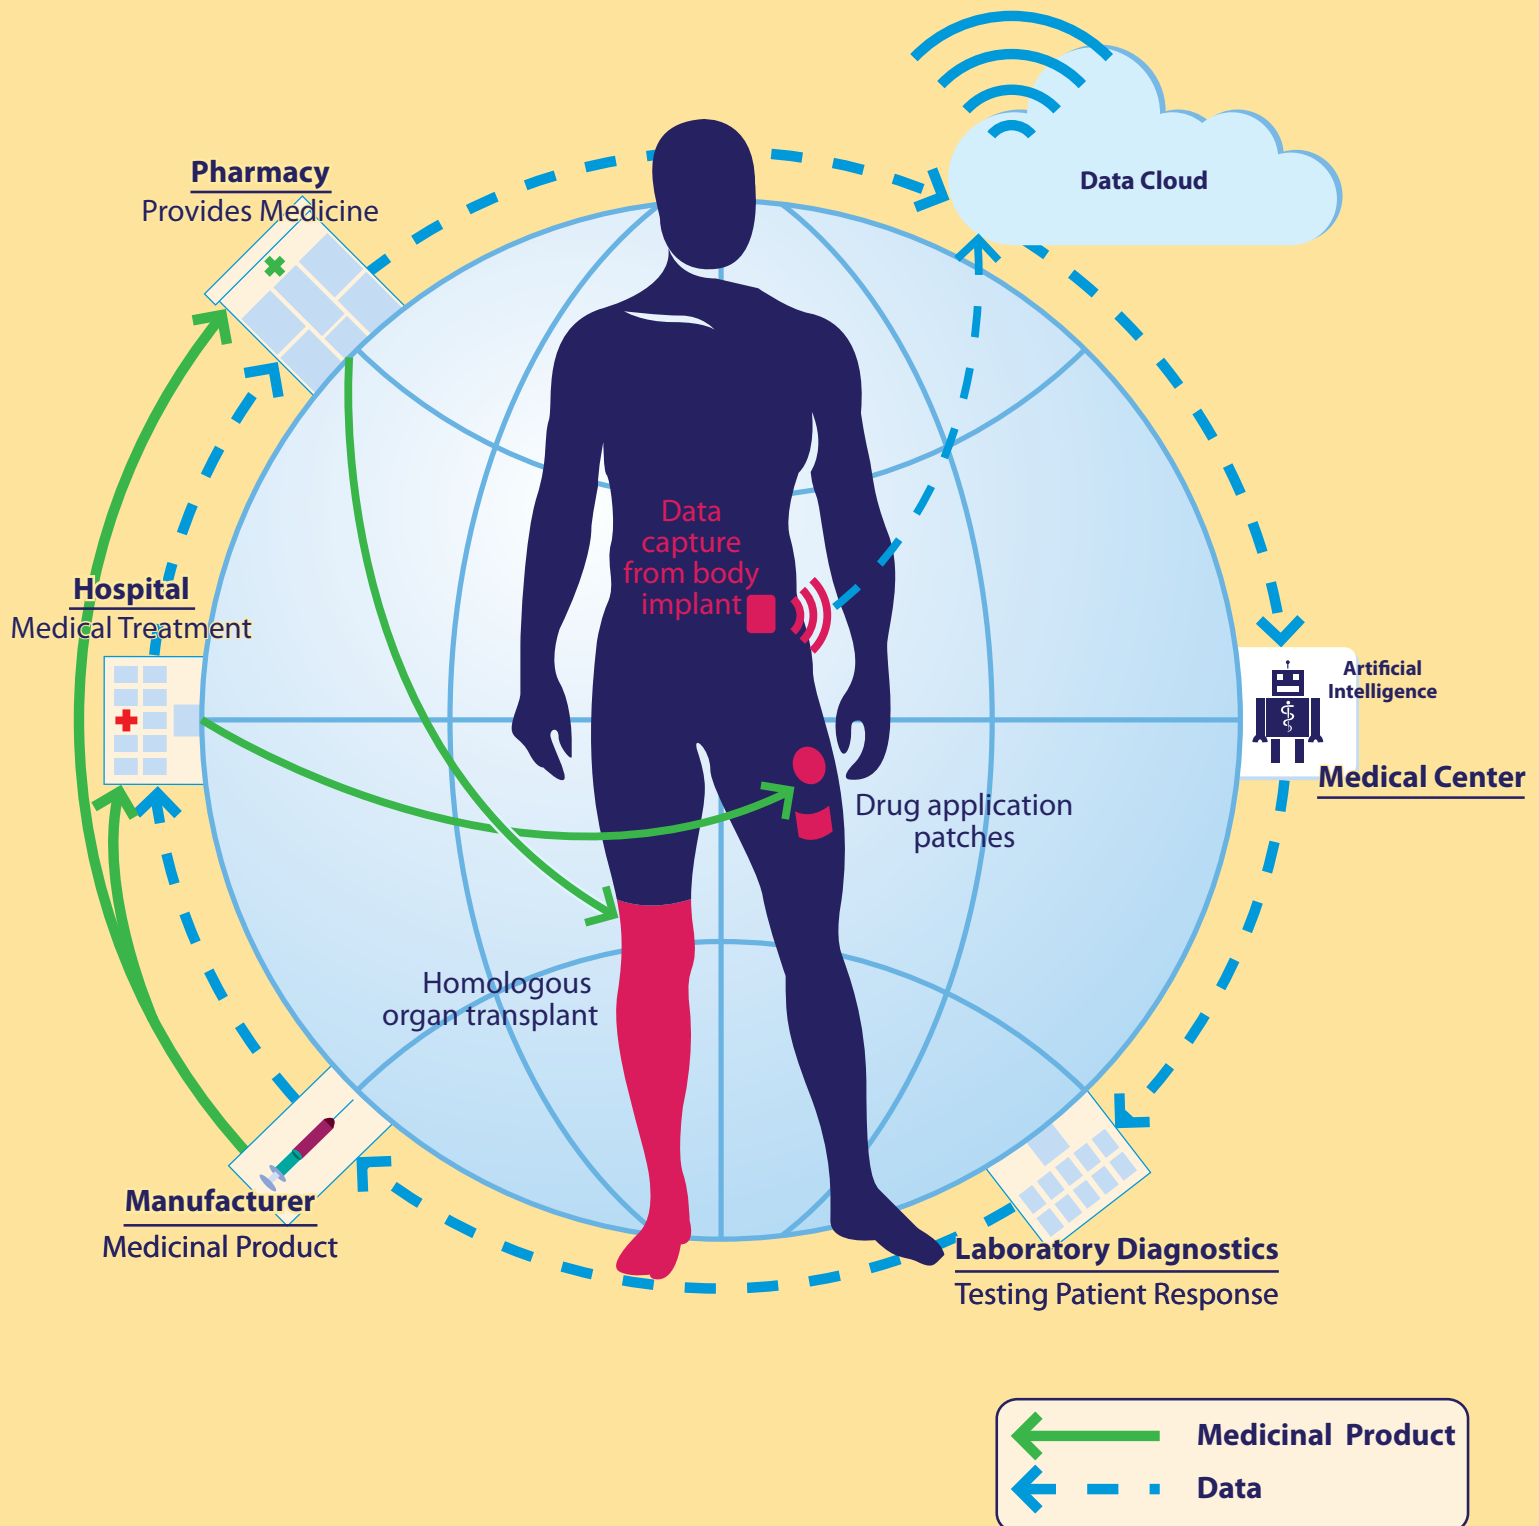 Data Cloud
Pharmacy
Provides Medicine
Data
capture
from body
implant
Hospital
Medical Treatment
Artificial
Intelligence
Medical Center
Drug application
patches
Homologous
organ transplant
Manufacturer
Medicinal Product
Laboratory Diagnostics
Testing Patient Response
Medicinal Product
Data